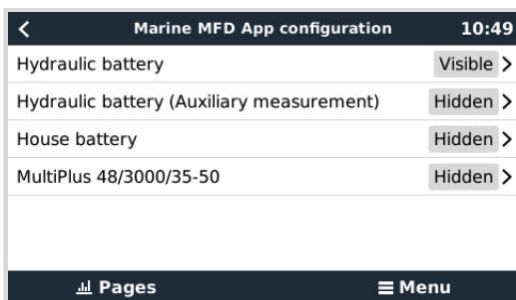 Marine MFD App configuration 10:49
Hydraulic battery Visible
Hydraulic battery (Auxiliary measurement) Hidden
House battery Hidden
MultiPlus 48/3000/35-50 Hidden
Pages Menu